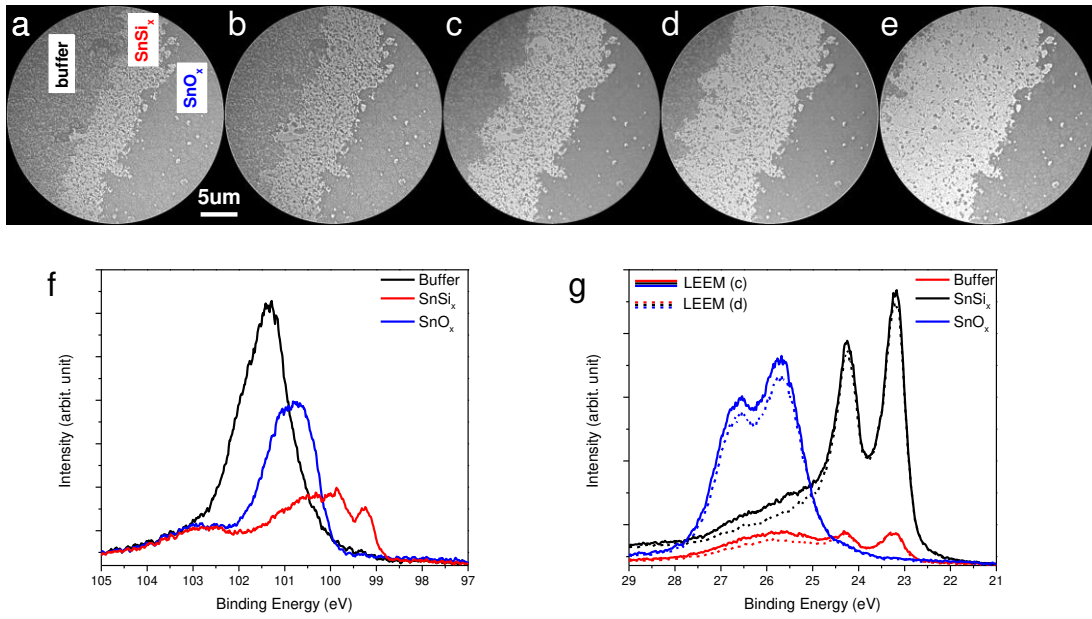 a
b
c
d
e
buffer
SnSiₓ
SnOₓ
5um
f
Buffer
SnSiₓ
SnOₓ
Intensity (arbit. unit)
105 104 103 102 101 100 99 98 97
Binding Energy (eV)
g
LEEM (c)
LEEM (d)
Buffer
SnSiₓ
SnOₓ
Intensity (arbit. unit)
29 28 27 26 25 24 23 22 21
Binding Energy (eV)